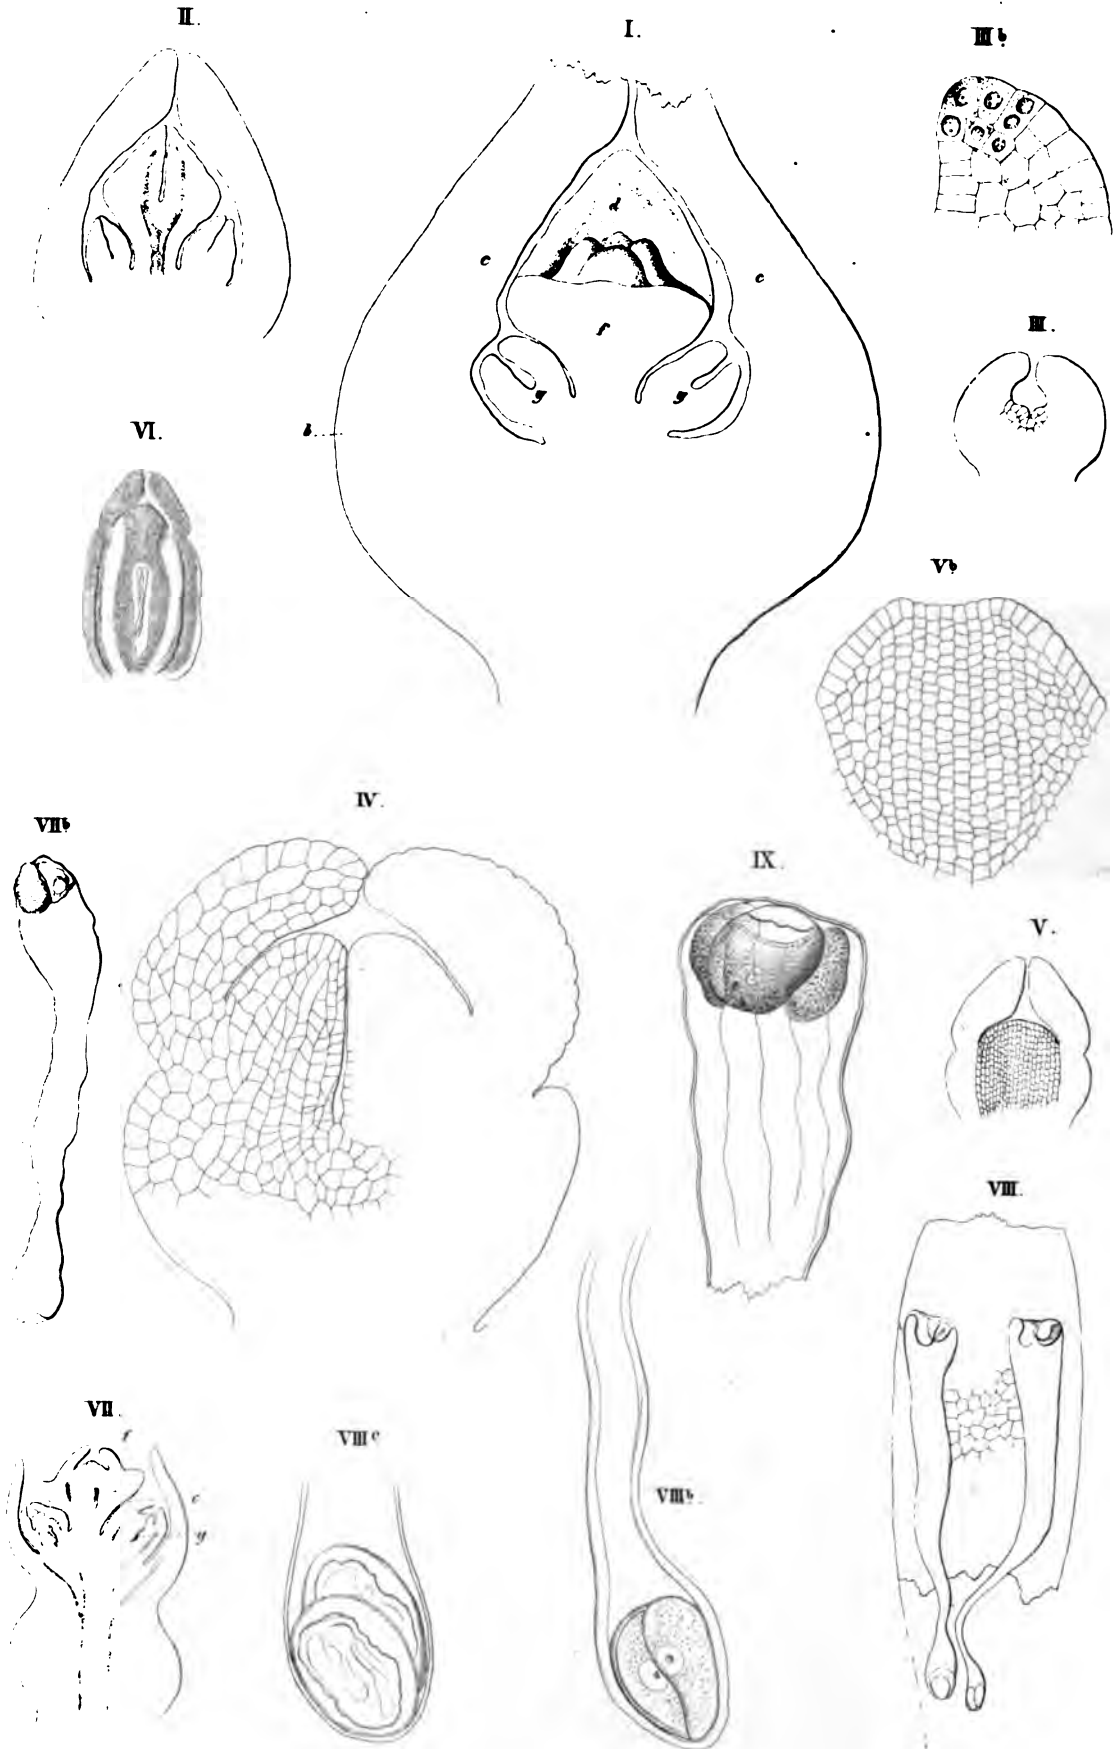 II.
I.
III b.
d
c
c
f
III.
g
g
VI.
b
V b.
IV.
VII b
IX.
V.
VIII.
VII.
f
VIII c
c
VIII b.
g